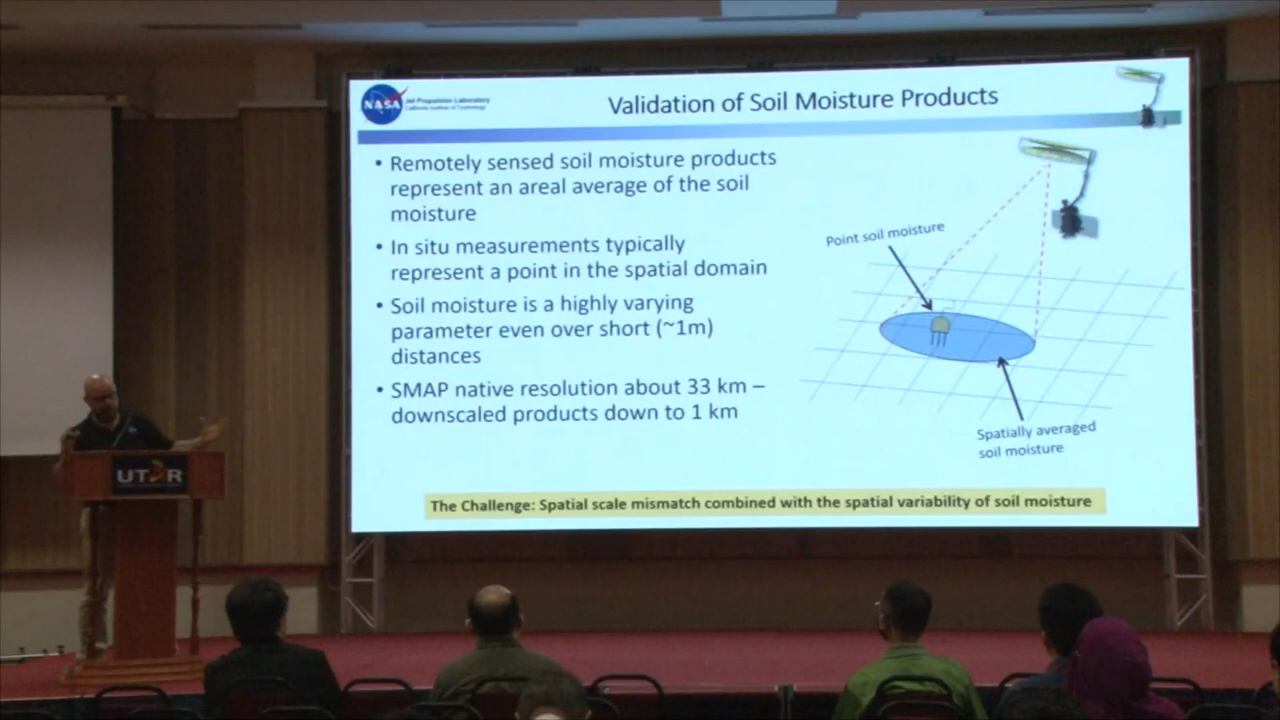 NASA
Jet Propulsion Laboratory
California Institute of Technology
Validation of Soil Moisture Products
• Remotely sensed soil moisture products
represent an areal average of the soil
moisture
• In situ measurements typically
represent a point in the spatial domain
• Soil moisture is a highly varying
parameter even over short (~1m)
distances
• SMAP native resolution about 33 km –
downscaled products down to 1 km
Point soil moisture
Spatially averaged
soil moisture
The Challenge: Spatial scale mismatch combined with the spatial variability of soil moisture
UTAR